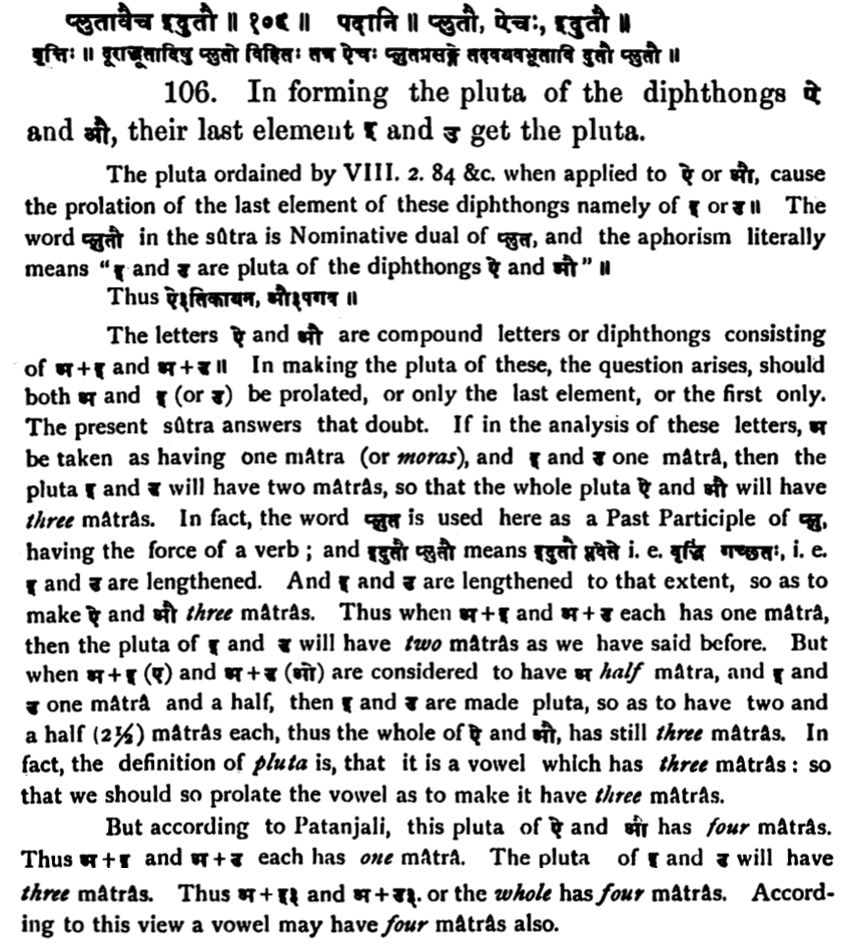 प्लुतावैच इदुतौ ॥ १०६ ॥ पदानि ॥ प्लुतौ, ऐचः, इदुतौ ॥
वृत्तिः ॥ दूराद्धूतादिषु प्लुतो विहितः तत्र ऐचः प्लुतप्रसङ्गे तदवयवभूतावि दुतौ प्लुतौ ॥
106. In forming the pluta of the diphthongs ऐ
and औ, their last element इ and उ get the pluta.
The pluta ordained by VIII. 2. 84 &c. when applied to ऐ or औ, cause
the prolation of the last element of these diphthongs namely of इ or उ॥ The
word प्लुतौ in the sûtra is Nominative dual of प्लुत, and the aphorism literally
means “इ and उ are pluta of the diphthongs ऐ and औ” ॥
Thus ऐ३तिकायन, औ३पगव ॥
The letters ऐ and औ are compound letters or diphthongs consisting
of अ+इ and अ+उ॥ In making the pluta of these, the question arises, should
both अ and इ (or उ) be prolated, or only the last element, or the first only.
The present sûtra answers that doubt. If in the analysis of these letters, अ
be taken as having one mâtra (or moras), and इ and उ one mâtrâ, then the
pluta इ and उ will have two mâtrâs, so that the whole pluta ऐ and औ will have
three mâtrâs. In fact, the word प्लुत is used here as a Past Participle of प्लु,
having the force of a verb; and इदुतौ प्लुतौ means इदुतौ प्लवेते i. e. वृद्धिं गच्छतः, i. e.
इ and उ are lengthened. And इ and उ are lengthened to that extent, so as to
make ऐ and औ three mâtrâs. Thus when अ+इ and अ+उ each has one mâtrâ,
then the pluta of इ and उ will have two mâtrâs as we have said before. But
when अ+इ (ए) and अ+उ (ओ) are considered to have अ half mâtra, and इ and
उ one mâtrâ and a half, then इ and उ are made pluta, so as to have two and
a half (2½) mâtrâs each, thus the whole of ऐ and औ, has still three mâtrâs. In
fact, the definition of pluta is, that it is a vowel which has three mâtrâs: so
that we should so prolate the vowel as to make it have three mâtrâs.
But according to Patanjali, this pluta of ऐ and औ has four mâtrâs.
Thus अ+इ and अ+उ each has one mâtrâ. The pluta of इ and उ will have
three mâtrâs. Thus अ+इ३ and अ+उ३. or the whole has four mâtrâs. Accord-
ing to this view a vowel may have four mâtrâs also.